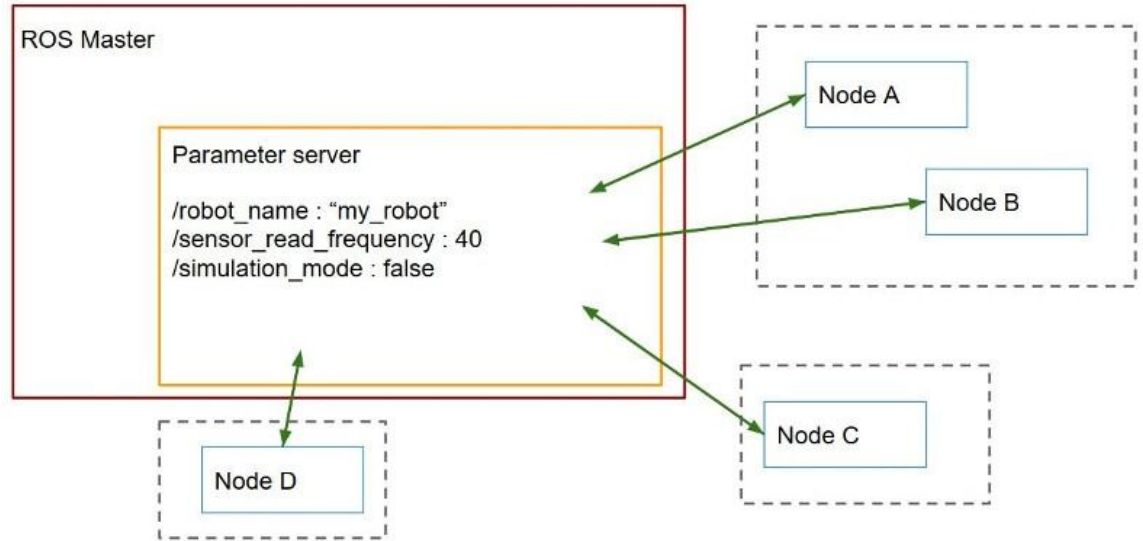 ROS Master
Parameter server
/robot_name : “my_robot”
/sensor_read_frequency : 40
/simulation_mode : false
Node A
Node B
Node C
Node D